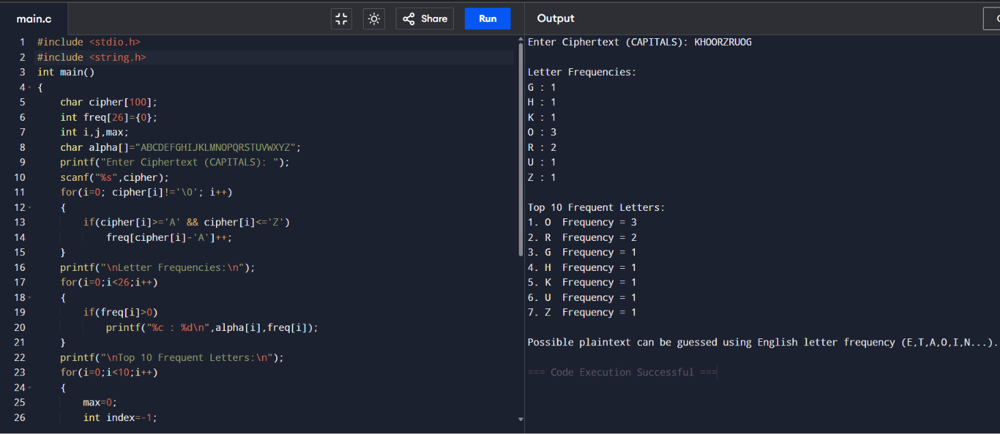 main.c
Share
Run
Output
1 #include <stdio.h>
2 #include <string.h>
3 int main()
4 {
5 char cipher[100];
6 int freq[26]={0};
7 int i,j,max;
8 char alpha[]="ABCDEFGHIJKLMNOPQRSTUVWXYZ";
9 printf("Enter Ciphertext (CAPITALS): ");
10 scanf("%s",cipher);
11 for(i=0; cipher[i]!='\0'; i++)
12 {
13 if(cipher[i]>='A' && cipher[i]<='Z')
14 freq[cipher[i]-'A']++;
15 }
16 printf("\nLetter Frequencies:\n");
17 for(i=0;i<26;i++)
18 {
19 if(freq[i]>0)
20 printf("%c : %d\n",alpha[i],freq[i]);
21 }
22 printf("\nTop 10 Frequent Letters:\n");
23 for(i=0;i<10;i++)
24 {
25 max=0;
26 int index=-1;
Enter Ciphertext (CAPITALS): KHOORZRUOG
Letter Frequencies:
G : 1
H : 1
K : 1
O : 3
R : 2
U : 1
Z : 1
Top 10 Frequent Letters:
1. O Frequency = 3
2. R Frequency = 2
3. G Frequency = 1
4. H Frequency = 1
5. K Frequency = 1
6. U Frequency = 1
7. Z Frequency = 1
Possible plaintext can be guessed using English letter frequency (E,T,A,O,I,N...).
=== Code Execution Successful ===